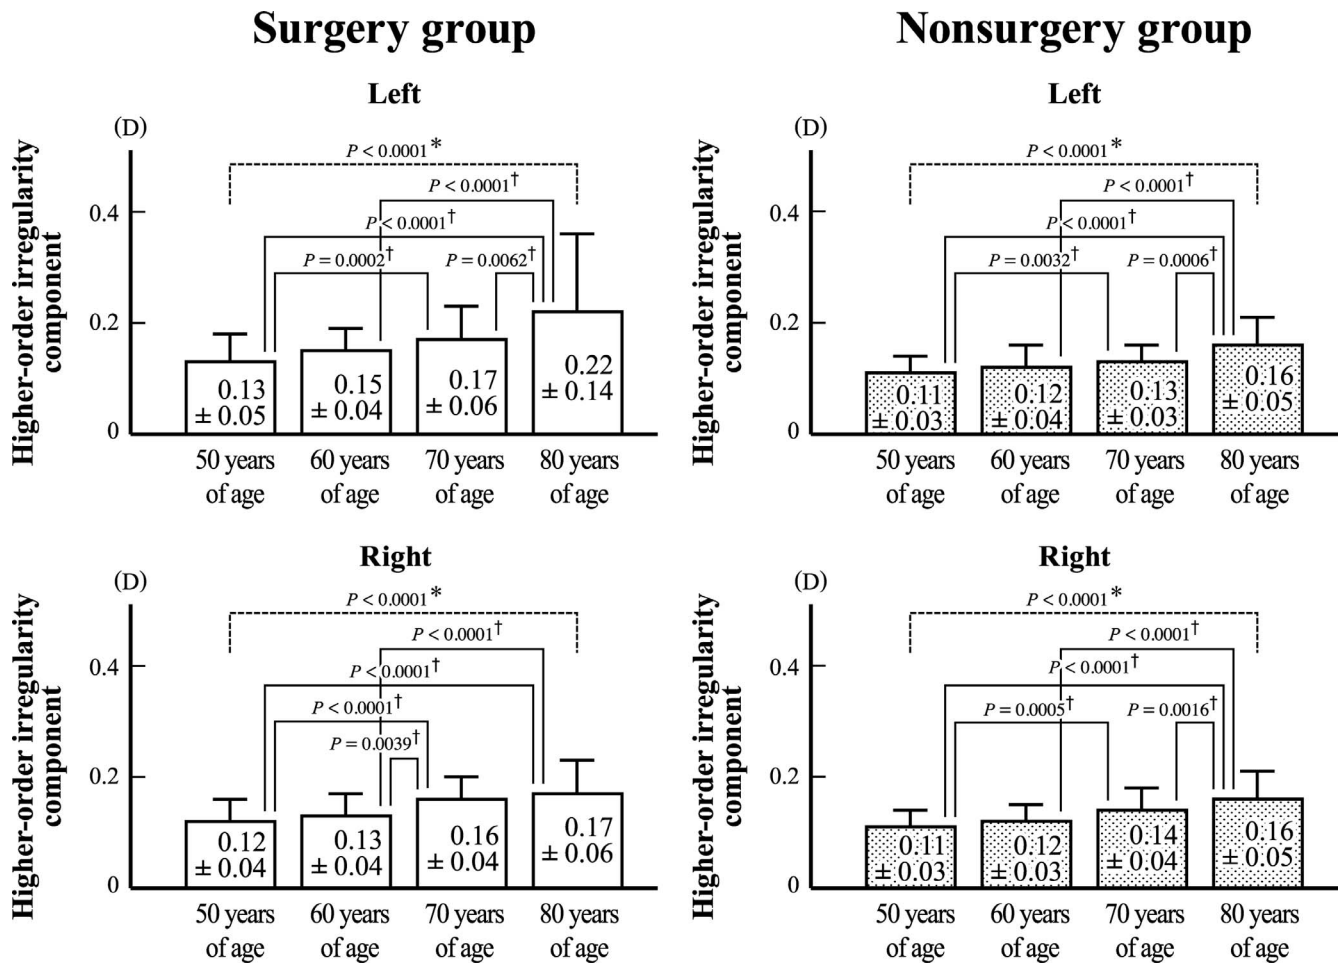 Surgery group
Nonsurgery group
Left
(D)
Higher-order irregularity
component
P < 0.0001*
P < 0.0001†
0.4
P < 0.0001†
P = 0.0002†
P = 0.0062†
0.2
0.13
± 0.05
0.15
± 0.04
0.17
± 0.06
0.22
± 0.14
0
50 years
of age
60 years
of age
70 years
of age
80 years
of age
Left
(D)
Higher-order irregularity
component
P < 0.0001*
P < 0.0001†
0.4
P < 0.0001†
P = 0.0032†
P = 0.0006†
0.2
0.11
± 0.03
0.12
± 0.04
0.13
± 0.03
0.16
± 0.05
0
50 years
of age
60 years
of age
70 years
of age
80 years
of age
Right
(D)
Higher-order irregularity
component
P < 0.0001*
P < 0.0001†
0.4
P < 0.0001†
P < 0.0001†
P = 0.0039†
0.2
0.12
± 0.04
0.13
± 0.04
0.16
± 0.04
0.17
± 0.06
0
50 years
of age
60 years
of age
70 years
of age
80 years
of age
Right
(D)
Higher-order irregularity
component
P < 0.0001*
P < 0.0001†
0.4
P < 0.0001†
P = 0.0005†
P = 0.0016†
0.2
0.11
± 0.03
0.12
± 0.03
0.14
± 0.04
0.16
± 0.05
0
50 years
of age
60 years
of age
70 years
of age
80 years
of age